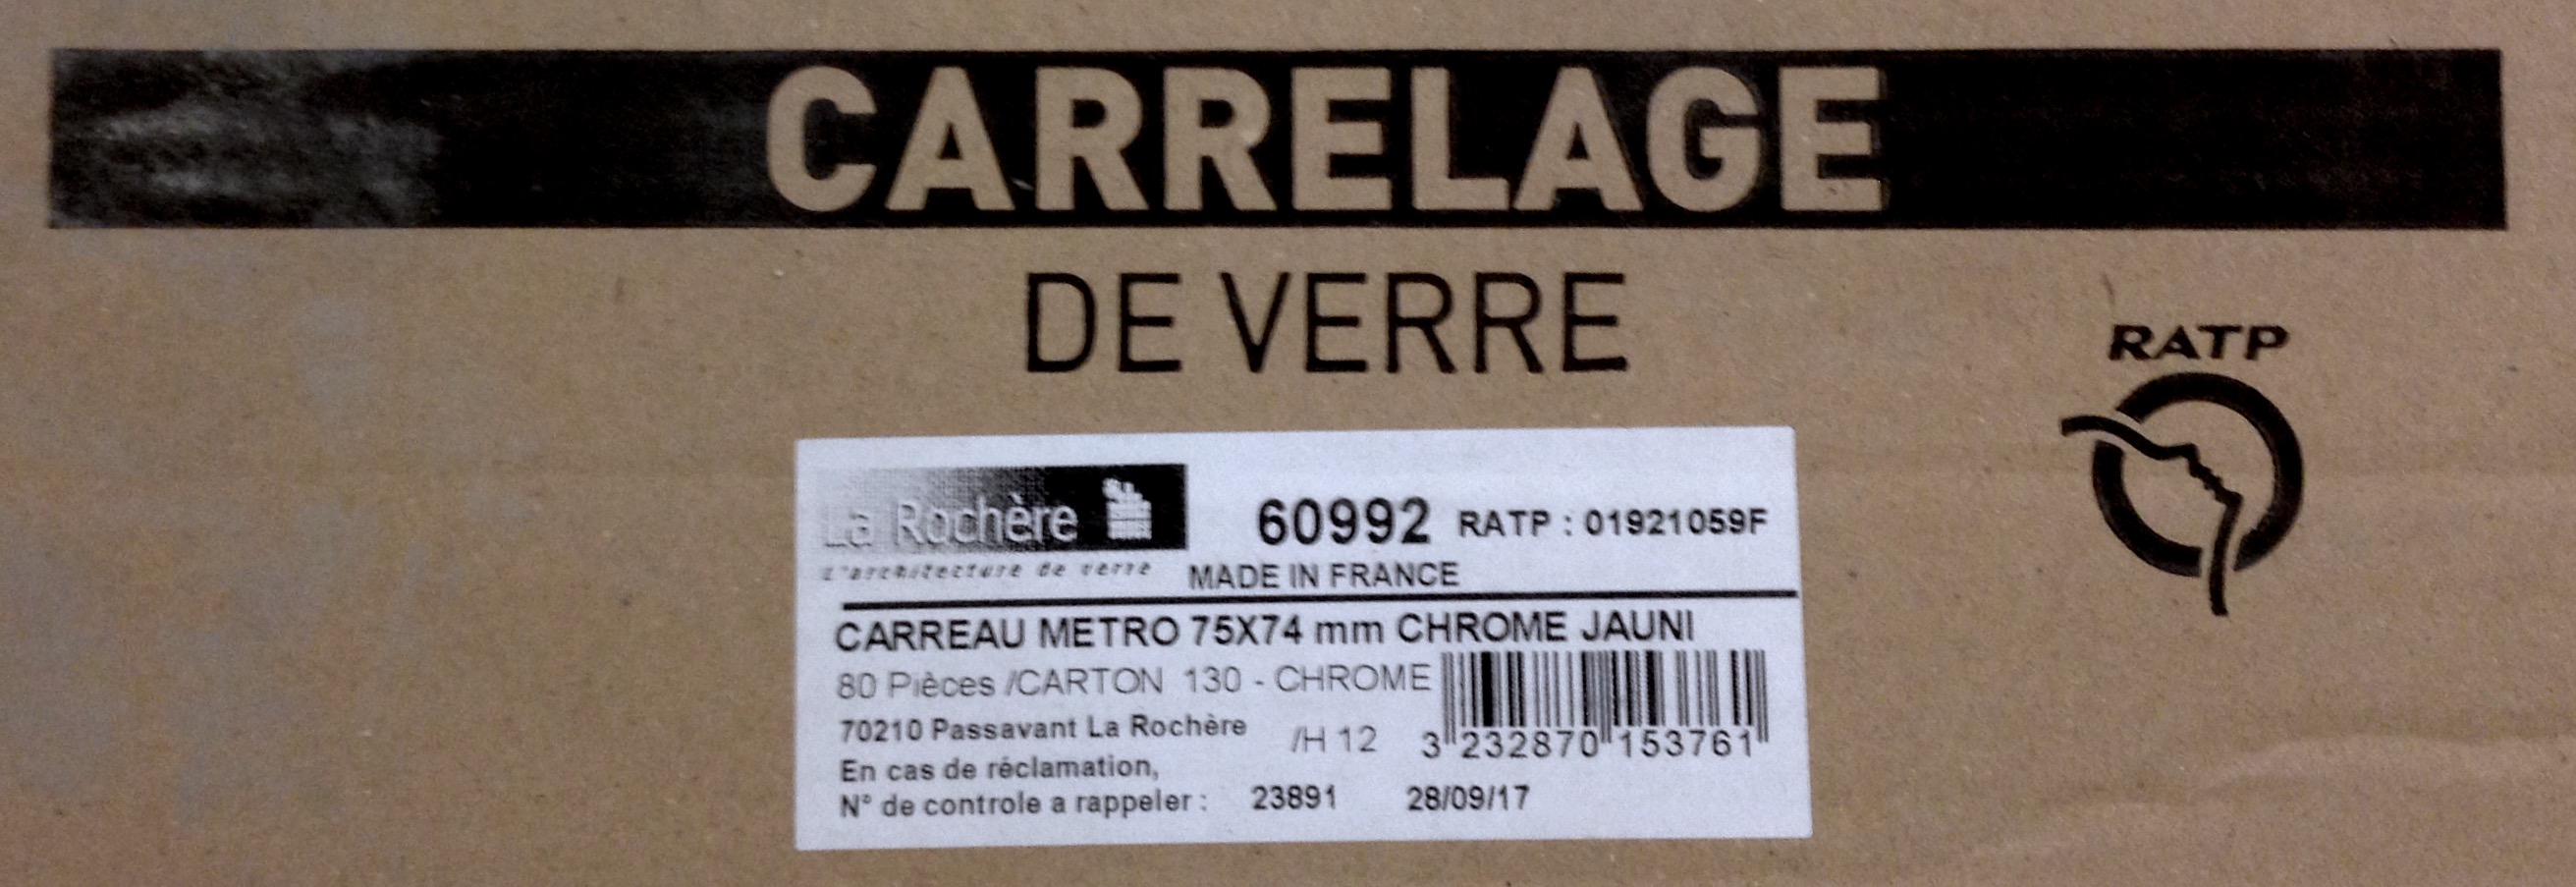 CARRELAGE
DE VERRE
RATP
La Rochère
L'architecture de verre
60992 RATP : 01921059F
MADE IN FRANCE
CARREAU METRO 75X74 mm CHROME JAUNI
80 Pièces /CARTON 130 - CHROME
70210 Passavant La Rochère
/H 12
3 232870 153761
En cas de réclamation,
N° de controle a rappeler : 23891 28/09/17